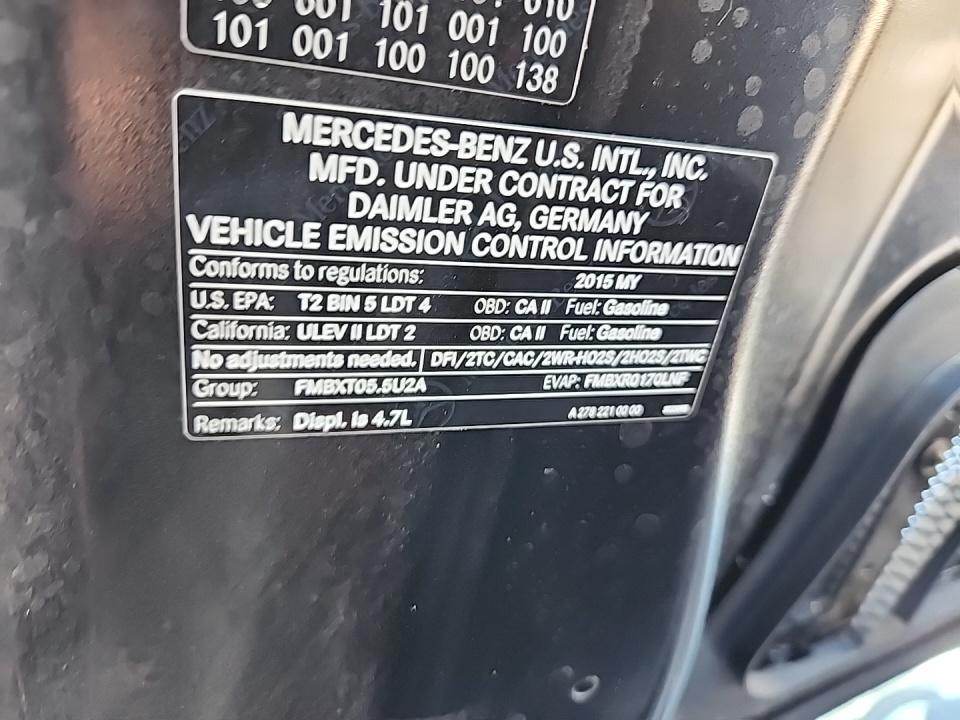 001 101 001 010
101 001 100 100 138
MERCEDES-BENZ U.S. INTL., INC.
MFD. UNDER CONTRACT FOR
DAIMLER AG, GERMANY
VEHICLE EMISSION CONTROL INFORMATION
Conforms to regulations: 2015 MY
U.S. EPA: T2 BIN 5 LDT 4 OBD: CA II Fuel: Gasoline
California: ULEV II LDT 2 OBD: CA II Fuel: Gasoline
No adjustments needed. DFI/2TC/CAC/2WR-HO2S/2HO2S/2TWC
Group: FMBXT05.5U2A EVAP: FMBXR0170LNF
Remarks: Displ. is 4.7L A 278 221 00 00